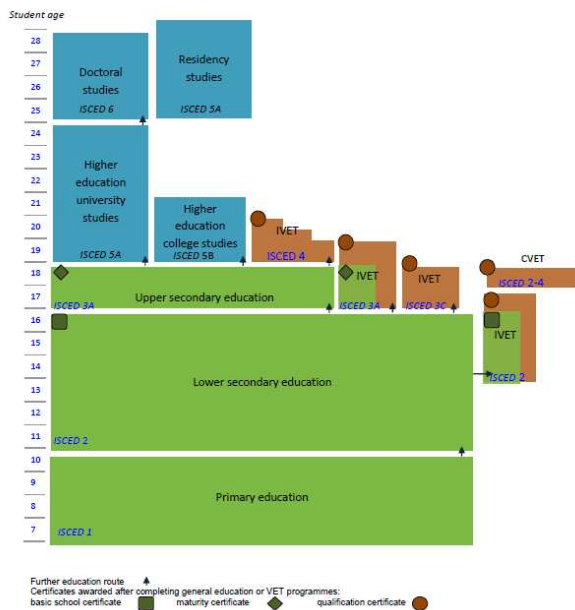 Student age
28
27
26
25
24
23
22
21
20
19
18
17
16
15
14
13
12
11
10
9
8
7
Doctoral
studies
ISCED 6
Residency
studies
ISCED 5A
Higher
education
university
studies
ISCED 5A
Higher
education
college studies
ISCED 5B
IVET
ISCED 4
Upper secondary education
ISCED 3A
IVET
ISCED 3A
IVET
ISCED 3C
CVET
ISCED 2-4
IVET
ISCED 2
Lower secondary education
ISCED 2
Primary education
ISCED 1
Further education route
Certificates awarded after completing general education or VET programmes:
basic school certificate maturity certificate qualification certificate